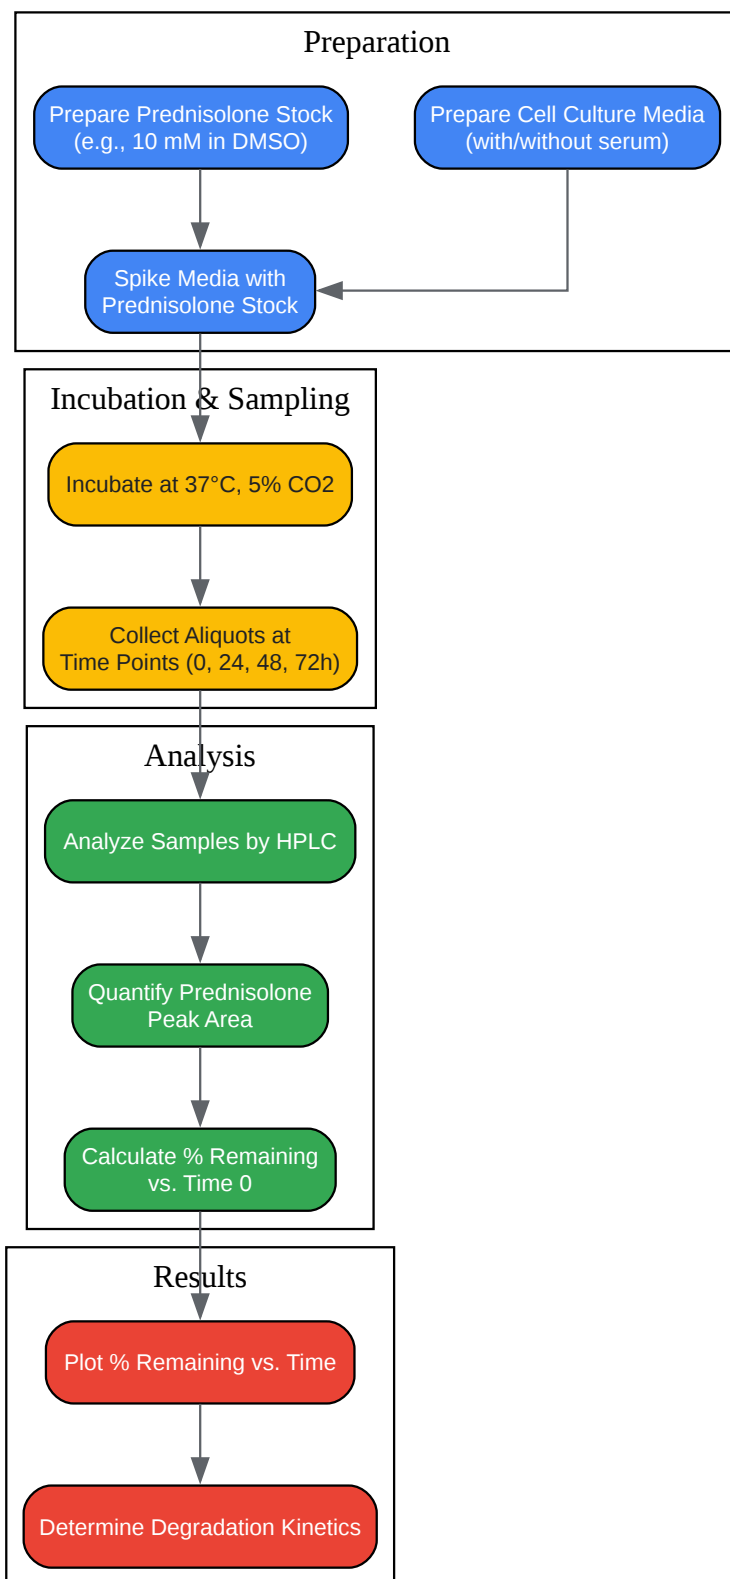 Preparation
Prepare Prednisolone Stock
(e.g., 10 mM in DMSO)
Prepare Cell Culture Media
(with/without serum)
Spike Media with
Prednisolone Stock
Incubation & Sampling
Incubate at 37°C, 5% CO2
Collect Aliquots at
Time Points (0, 24, 48, 72h)
Analysis
Analyze Samples by HPLC
Quantify Prednisolone
Peak Area
Calculate % Remaining
vs. Time 0
Results
Plot % Remaining vs. Time
Determine Degradation Kinetics